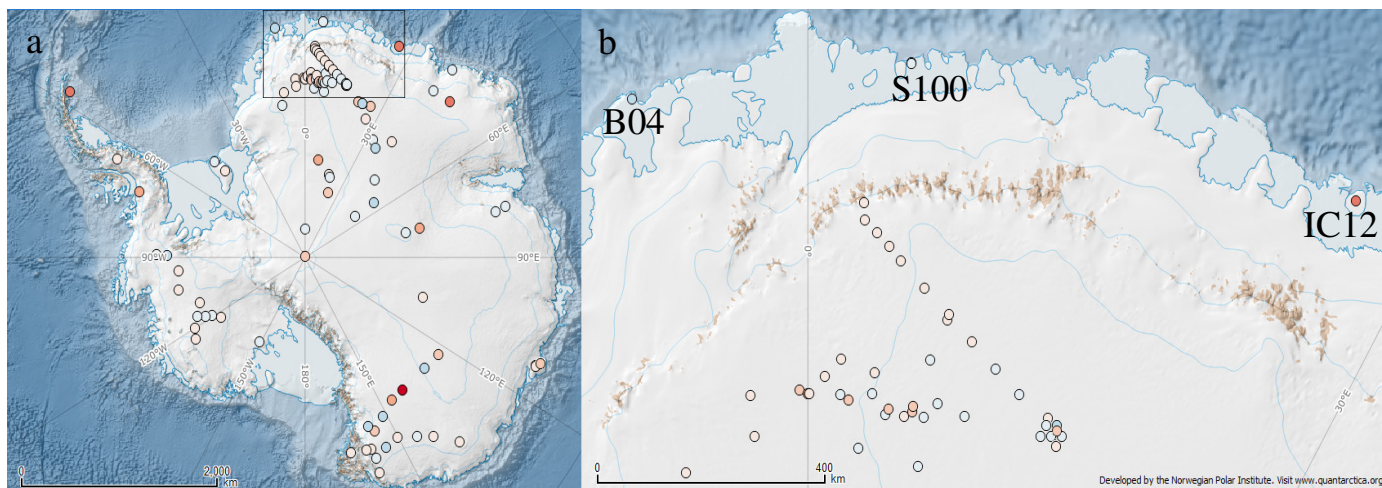 a
30°W
0°
30°E
60°W
60°E
90°W
90°E
120°W
150°W
180°
150°E
120°E
0
2 000
km
b
B04
S100
IC12
0°
30°E
0
400
km
Developed by the Norwegian Polar Institute. Visit www.quantarctica.org